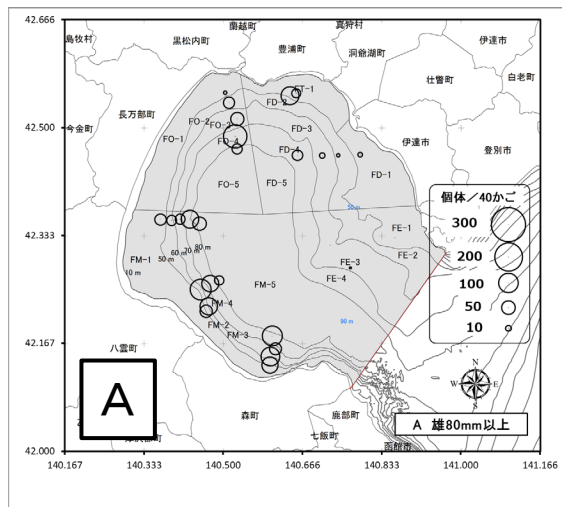 42.666
42.500
42.333
42.167
42.000
140.167
140.333
140.500
140.666
140.833
141.000
141.166
島牧村
黒松内町
蘭越町
豊浦町
真狩村
洞爺湖町
伊達市
壮瞥町
白老町
今金町
長万部町
伊達市
登別市
FT-1
FD-2
FO-2
FO-3
FD-3
FD-4
FD-4
FO-5
FD-5
FD-1
50 m
FE-1
FE-2
FE-3
FE-4
FM-1
10 m
50 m
60 m
70 m
80 m
FM-5
FM-4
FM-2
FM-3
90 m
八雲町
森町
鹿部町
七飯町
函館市
個体/40かご
300
200
100
50
10
N
W
E
S
A
A 雄80mm以上